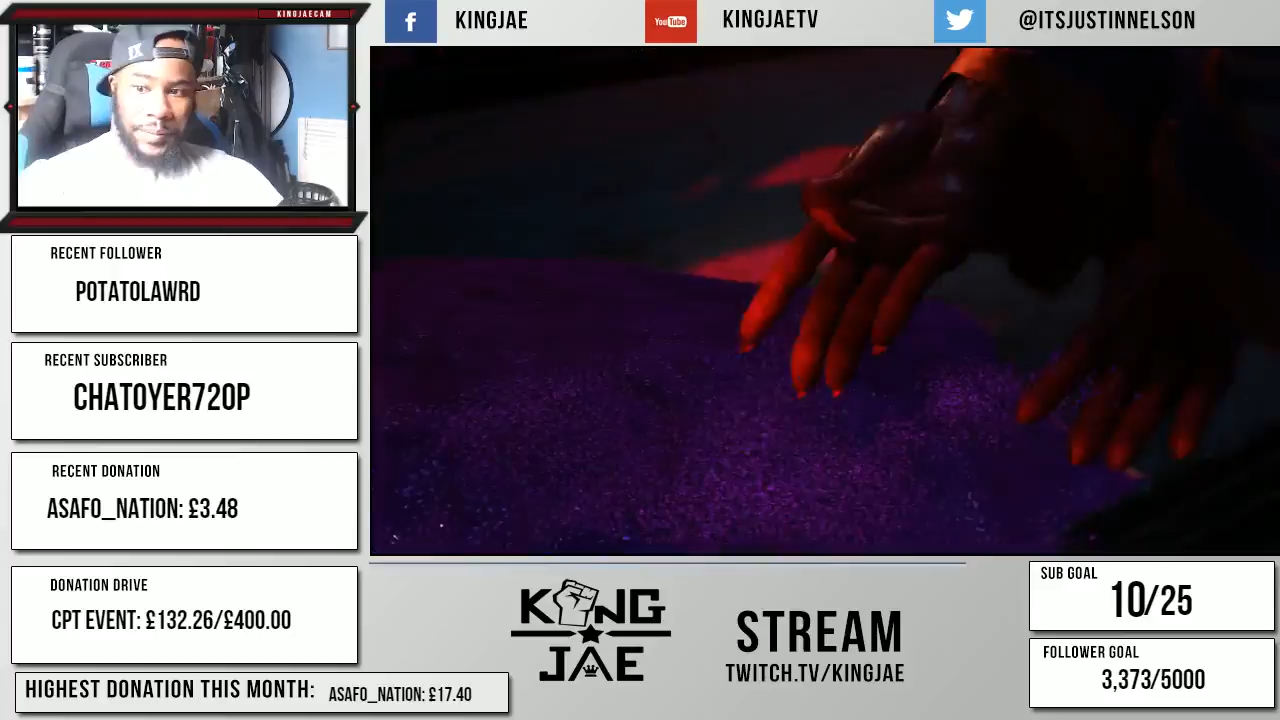 KINGJAECAM
KINGJAE
YouTube
KINGJAETV
@ITSJUSTINNELSON
RECENT FOLLOWER
POTATOLAWRD
RECENT SUBSCRIBER
CHATOYER720P
RECENT DONATION
ASAFO_NATION: £3.48
DONATION DRIVE
CPT EVENT: £132.26/£400.00
HIGHEST DONATION THIS MONTH: ASAFO_NATION: £17.40
KING
JAE
STREAM
TWITCH.TV/KINGJAE
SUB GOAL
10/25
FOLLOWER GOAL
3,373/5000